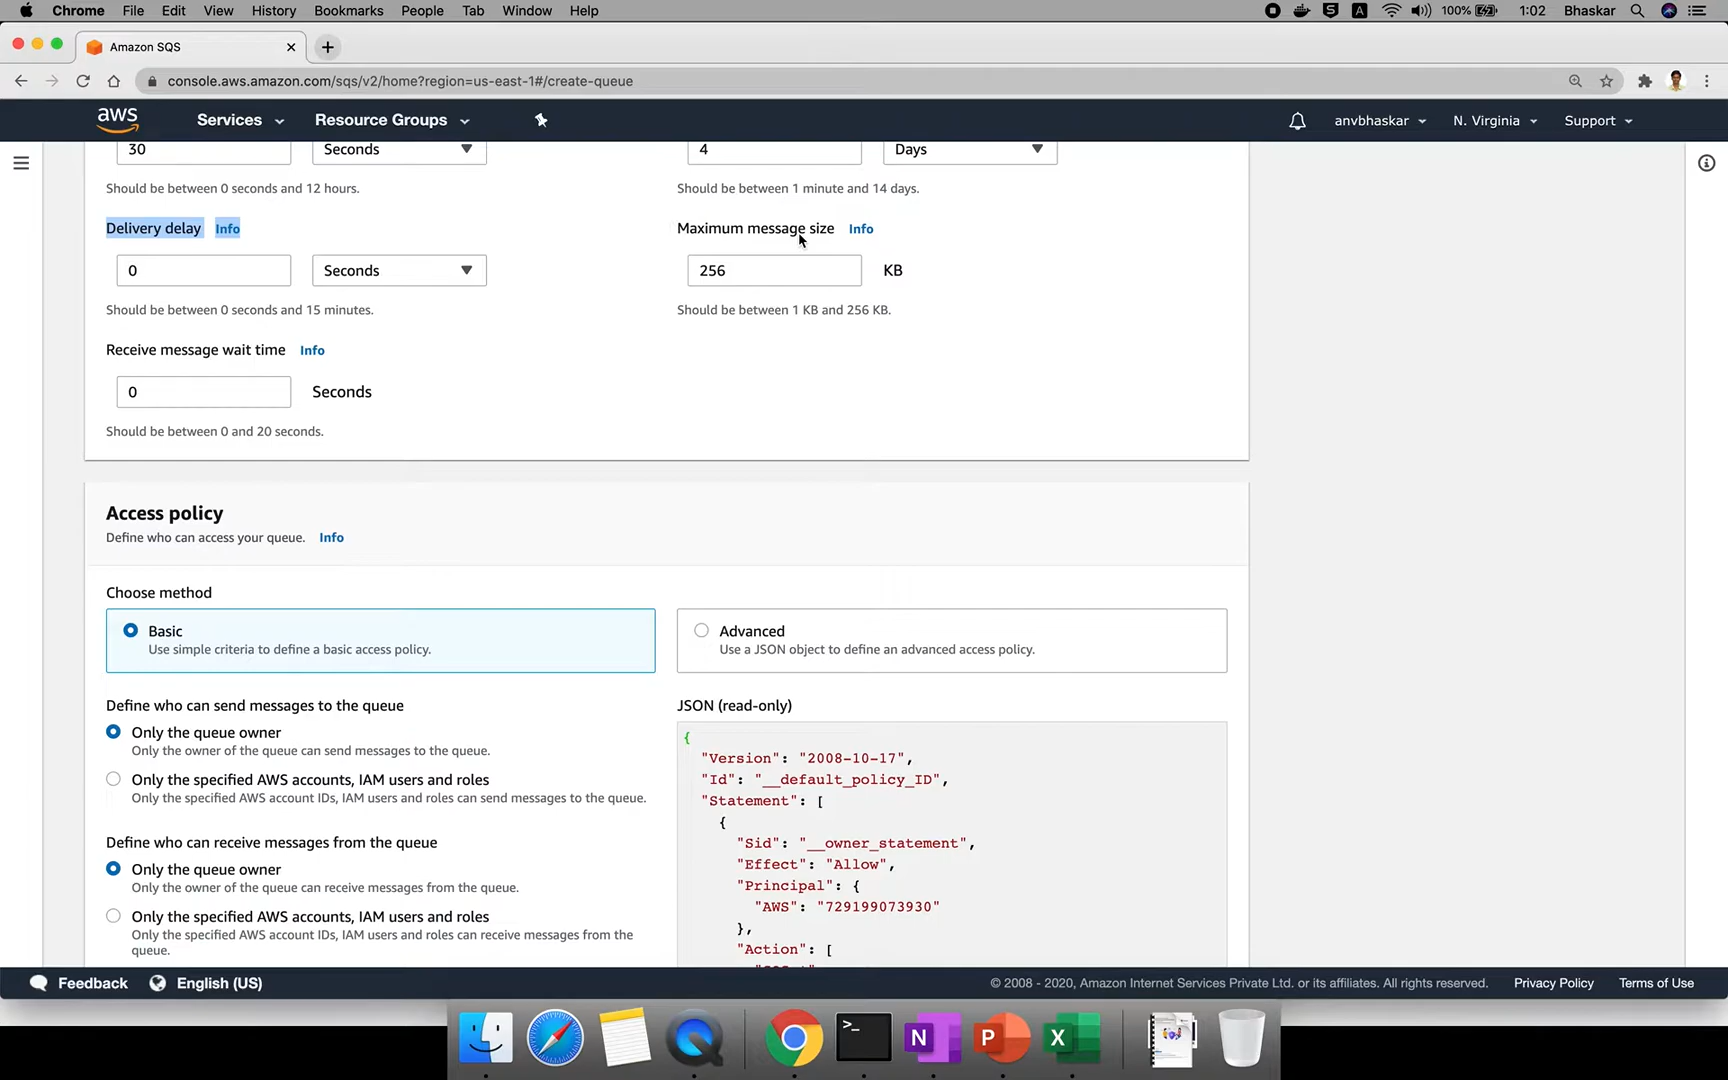 Chrome File Edit View History Bookmarks People Tab Window Help 100% 1:02 Bhaskar
Amazon SQS
console.aws.amazon.com/sqs/v2/home?region=us-east-1#/create-queue
aws Services Resource Groups anvbhaskar N. Virginia Support
30 Seconds 4 Days
Should be between 0 seconds and 12 hours. Should be between 1 minute and 14 days.
Delivery delay Info Maximum message size Info
0 Seconds 256 KB
Should be between 0 seconds and 15 minutes. Should be between 1 KB and 256 KB.
Receive message wait time Info
0 Seconds
Should be between 0 and 20 seconds.
Access policy
Define who can access your queue. Info
Choose method
Basic
Use simple criteria to define a basic access policy.
Advanced
Use a JSON object to define an advanced access policy.
Define who can send messages to the queue
Only the queue owner
Only the owner of the queue can send messages to the queue.
Only the specified AWS accounts, IAM users and roles
Only the specified AWS account IDs, IAM users and roles can send messages to the queue.
Define who can receive messages from the queue
Only the queue owner
Only the owner of the queue can receive messages from the queue.
Only the specified AWS accounts, IAM users and roles
Only the specified AWS account IDs, IAM users and roles can receive messages from the
queue.
JSON (read-only)
{
"Version": "2008-10-17",
"Id": "__default_policy_ID",
"Statement": [
{
"Sid": "__owner_statement",
"Effect": "Allow",
"Principal": {
"AWS": "729199073930"
},
"Action": [
Feedback English (US) © 2008 - 2020, Amazon Internet Services Private Ltd. or its affiliates. All rights reserved. Privacy Policy Terms of Use